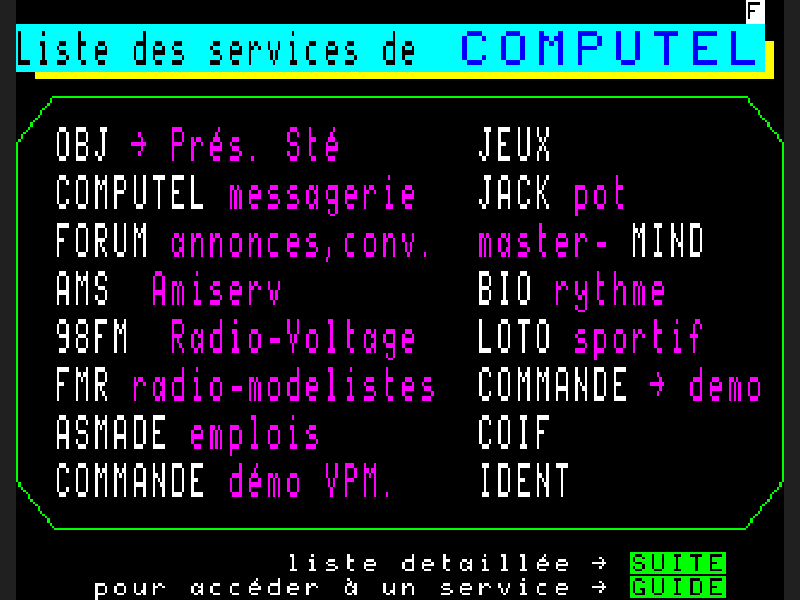 F
Liste des services de COMPUTEL
OBJ → Prés. Sté
COMPUTEL messagerie
FORUM annonces,conv.
AMS Amiserv
98FM Radio-Voltage
FMR radio-modelistes
ASMADE emplois
COMMANDE démo VPM.
JEUX
JACK pot
master- MIND
BIO rythme
LOTO sportif
COMMANDE → demo
COIF
IDENT
liste detaillée → SUITE
pour accéder à un service → GUIDE